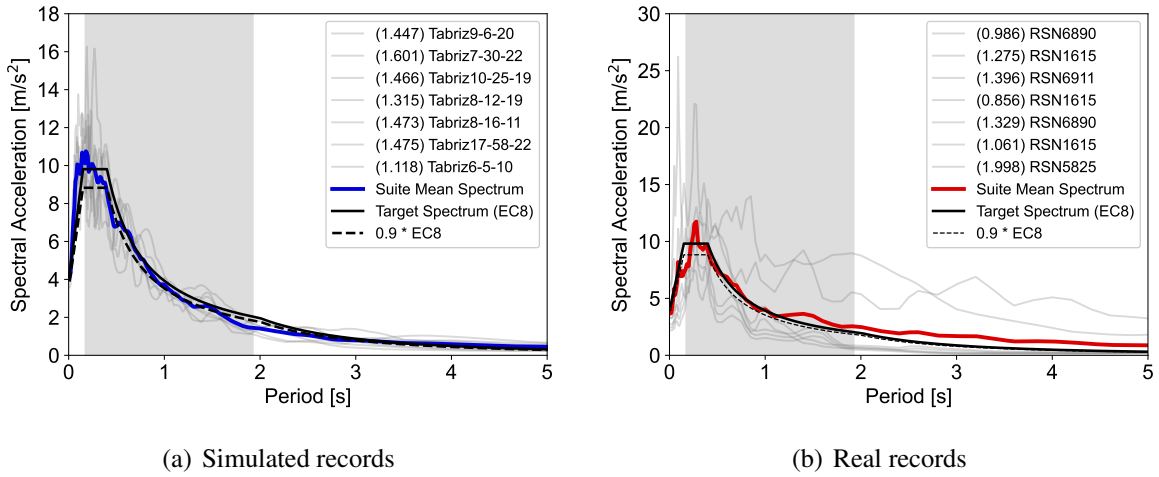 18
16
14
12
10
8
6
4
2
0
Spectral Acceleration [m/s²]
0 1 2 3 4 5
Period [s]
(1.447) Tabriz9-6-20
(1.601) Tabriz7-30-22
(1.466) Tabriz10-25-19
(1.315) Tabriz8-12-19
(1.473) Tabriz8-16-11
(1.475) Tabriz17-58-22
(1.118) Tabriz6-5-10
Suite Mean Spectrum
Target Spectrum (EC8)
0.9 * EC8
(a) Simulated records
30
25
20
15
10
5
0
Spectral Acceleration [m/s²]
0 1 2 3 4 5
Period [s]
(0.986) RSN6890
(1.275) RSN1615
(1.396) RSN6911
(0.856) RSN1615
(1.329) RSN6890
(1.061) RSN1615
(1.998) RSN5825
Suite Mean Spectrum
Target Spectrum (EC8)
0.9 * EC8
(b) Real records